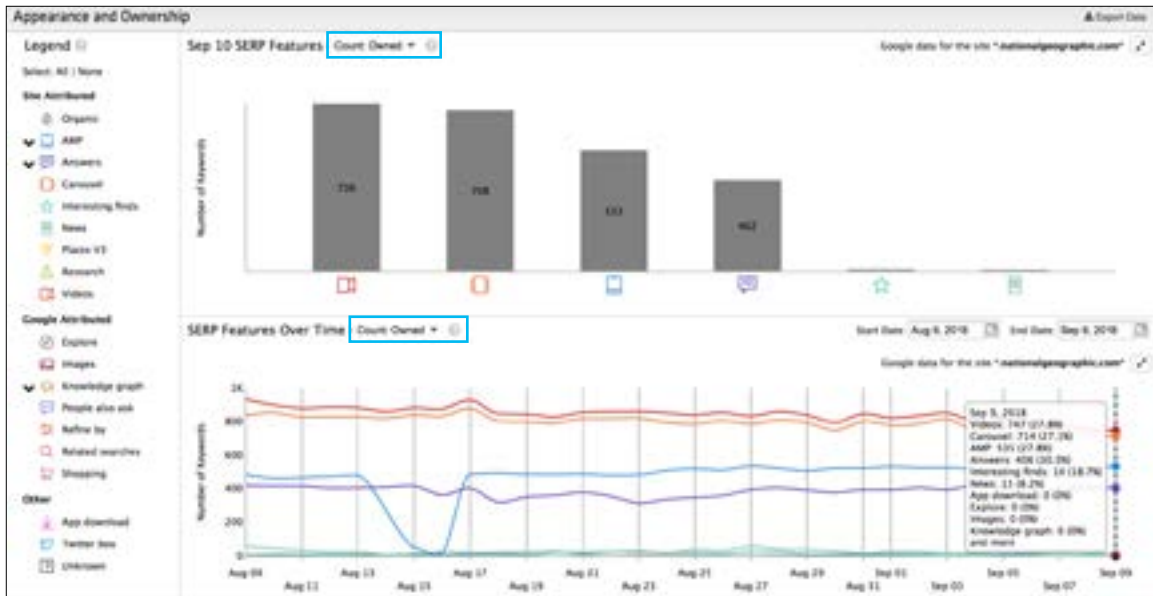 Appearance and Ownership
Export Data
Legend
Select: All | None
Site Attributed
Organic
AMP
Answers
Carousel
Interesting finds
News
Places V3
Research
Videos
Google Attributed
Explore
Images
Knowledge graph
People also ask
Refine by
Related searches
Shopping
Other
App download
Twitter box
Unknown
Sep 10 SERP Features Count Owned
Google data for the site "*.nationalgeographic.com"
Number of Keywords
708
SERP Features Over Time Count Owned
Start Date: Aug 9, 2018 End Date: Sep 9, 2018
Google data for the site "*.nationalgeographic.com"
Number of Keywords
1K
800
600
400
200
0
Sep 9, 2018
Videos: 747 (27.8%)
Carousel: 714 (27.1%)
AMP: 535 (27.8%)
Answers: 406
Interesting finds: 14 (18.7%)
News: 13 (8.2%)
App download: 0 (0%)
Explore: 0 (0%)
Images: 0 (0%)
Knowledge graph: 0 (0%)
and more
Aug 09
Aug 11
Aug 13
Aug 15
Aug 17
Aug 19
Aug 21
Aug 23
Aug 25
Aug 27
Aug 29
Aug 31
Sep 01
Sep 03
Sep 05
Sep 07
Sep 09